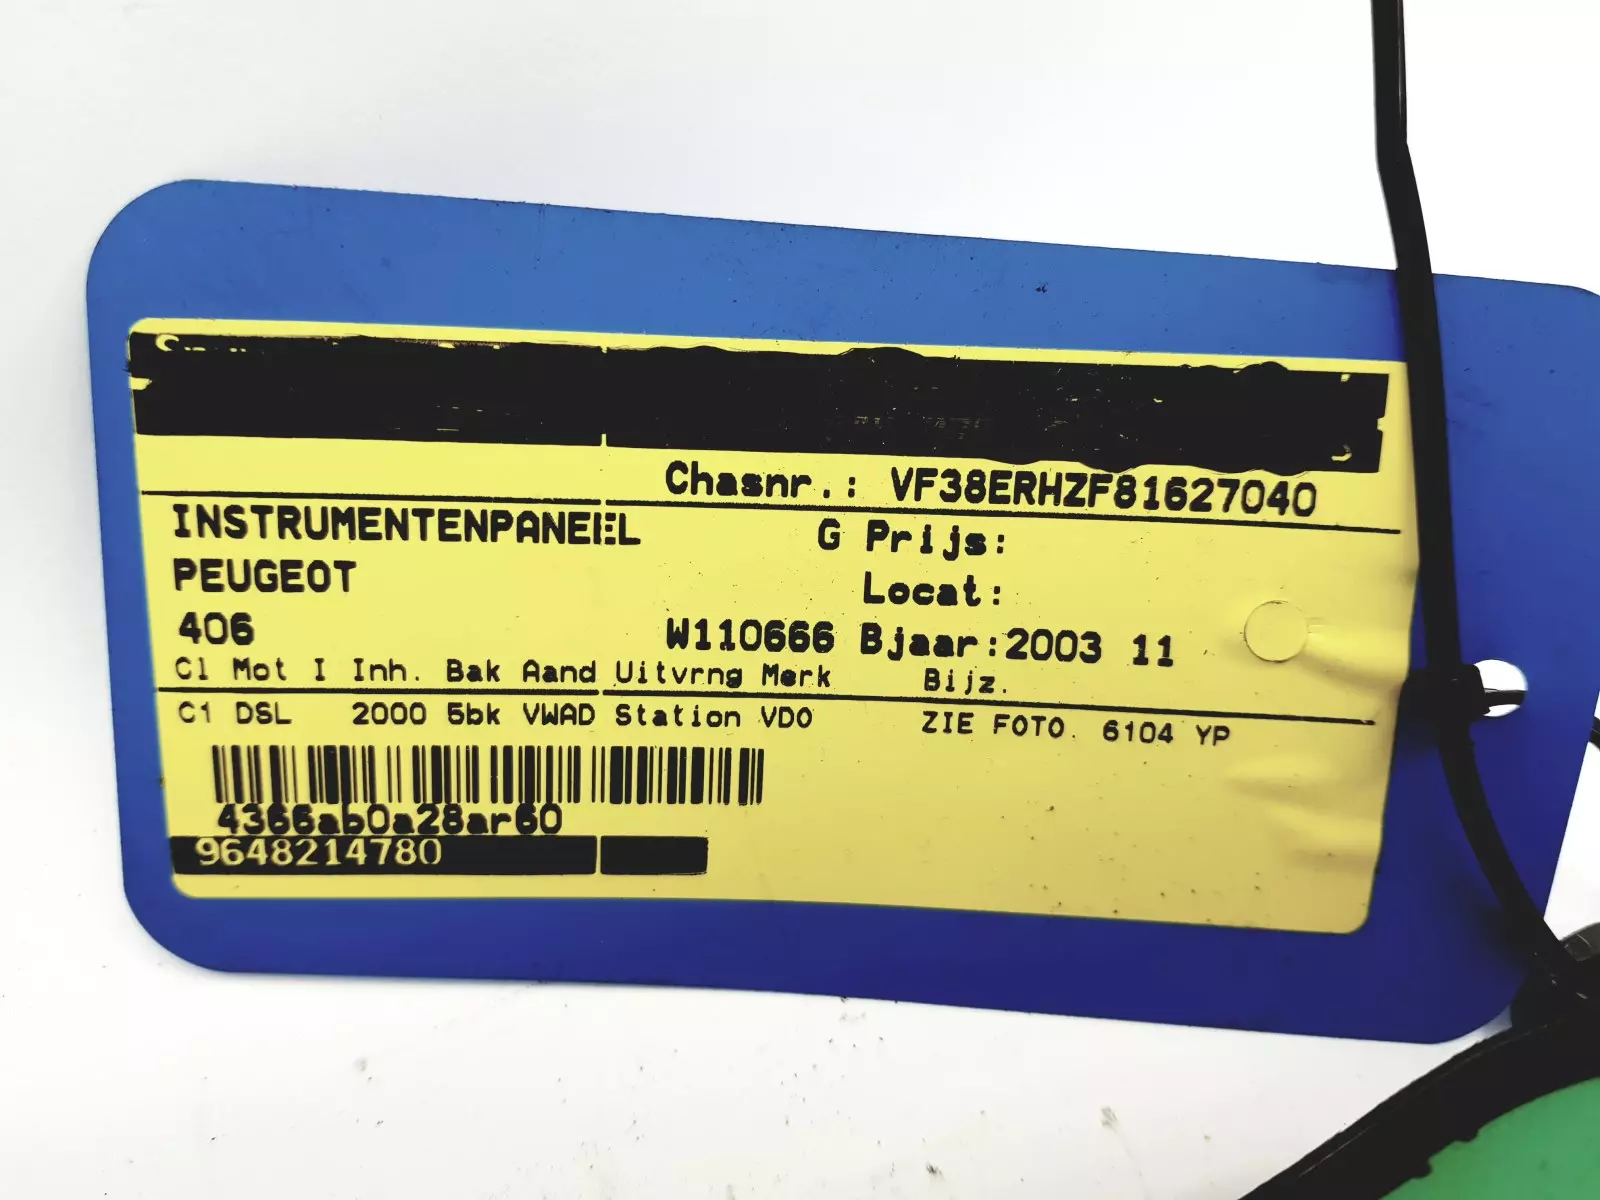 Chasnr.: VF38ERHZF81627040
INSTRUMENTENPANEEL G Prijs:
PEUGEOT Locat:
406 W110666 Bjaar:2003 11
Cl Mot I Inh. Bak Aand Uitvrng Merk Bijz.
C1 DSL 2000 5bk VWAD Station VDO ZIE FOTO. 6104 YP
4366ab0a28ar60
9648214780